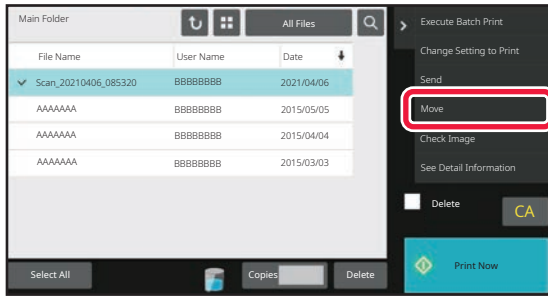 Main Folder
All Files
File Name User Name Date
Scan_20210406_085320 BBBBBBBB 2021/04/06
AAAAAAA BBBBBBBB 2015/05/05
AAAAAAA BBBBBBBB 2015/04/04
AAAAAAA BBBBBBBB 2015/03/03
Select All
Copies
Delete
Execute Batch Print
Change Setting to Print
Send
Move
Check Image
See Detail Information
Delete
CA
Print Now